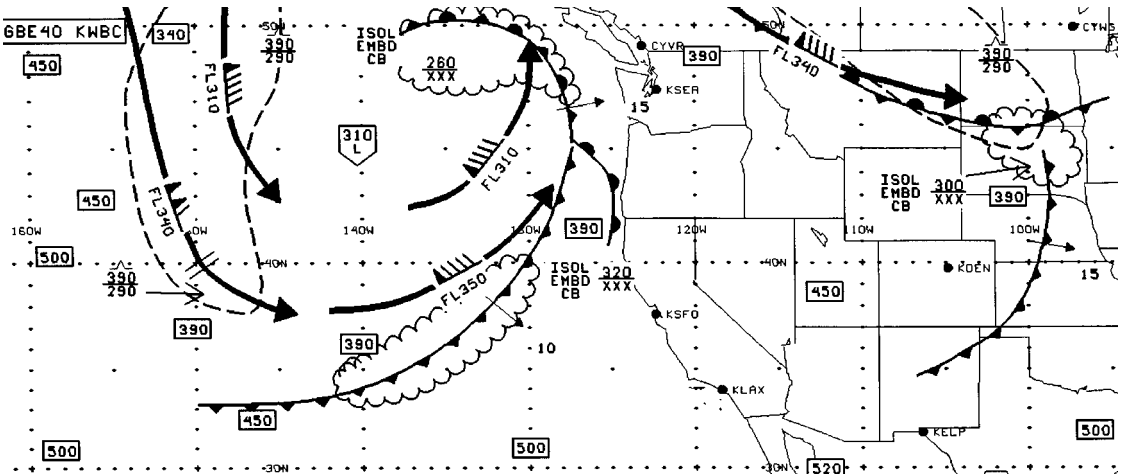 GBE40 KWBC
450
340
FL310
50N
390
290
ISOL
EMBD
CB
260
XXX
CYVR
390
KSEA
15
50N
FL340
390
290
CYWG
310
L
FL310
450
FL340
ISOL
EMBD
CB
300
XXX
390
160W
140W
130W
390
120W
110W
100W
500
40N
390
290
ISOL
EMBD
CB
320
XXX
40N
KDEN
15
FL350
450
390
390
KSFO
10
450
KLAX
500
500
KELP
500
30N
30N
520